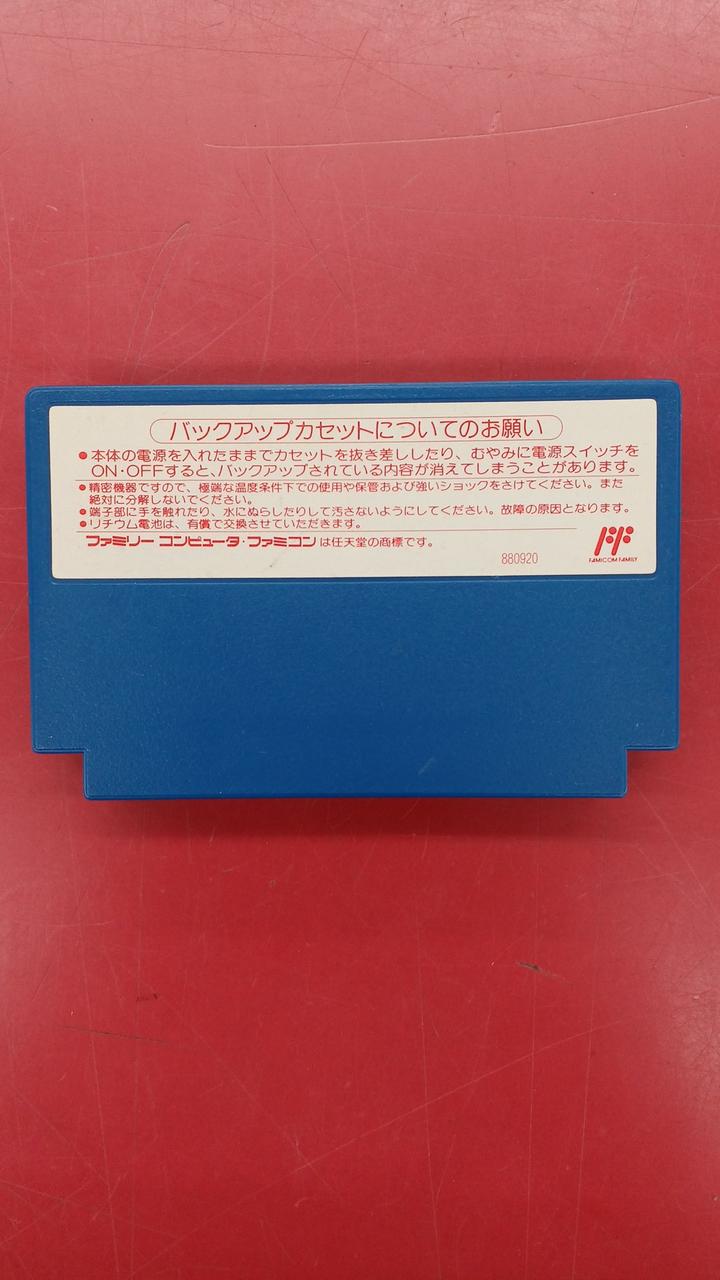 バックアップカセットについてのお願い
●本体の電源を入れたままでカセットを抜き差ししたり、むやみに電源スイッチを
ON・OFFすると、バックアップされている内容が消えてしまうことがあります。
●精密機器ですので、極端な温度条件下での使用や保管および強いショックをさけてください。また
絶対に分解しないでください。
●端子部に手を触れたり、水にぬらしたりして汚さないようにしてください。故障の原因となります。
●リチウム電池は、有償で交換させていただきます。
ファミリーコンピュータ・ファミコンは任天堂の商標です。
FAMICOM FAMILY
880920